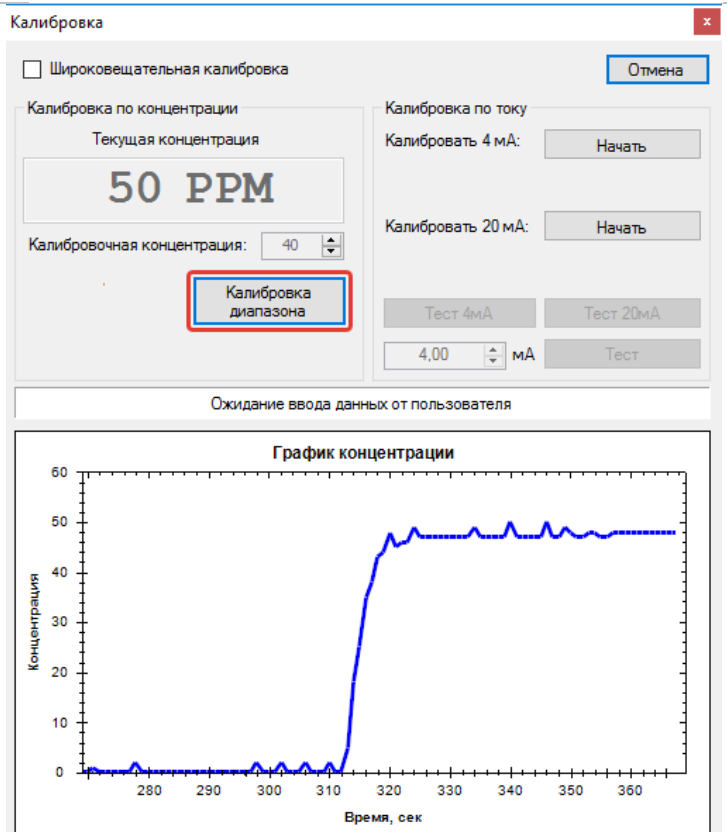 Калибровка
x
Широковещательная калибровка
Отмена
Калибровка по концентрации
Текущая концентрация
50 PPM
Калибровочная концентрация: 40
Калибровка
диапазона
Калибровка по току
Калибровать 4 мА: Начать
Калибровать 20 мА: Начать
Тест 4мА Тест 20мА
4,00 мА Тест
Ожидание ввода данных от пользователя
График концентрации
Концентрация
60
50
40
30
20
10
0
280 290 300 310 320 330 340 350 360
Время, сек